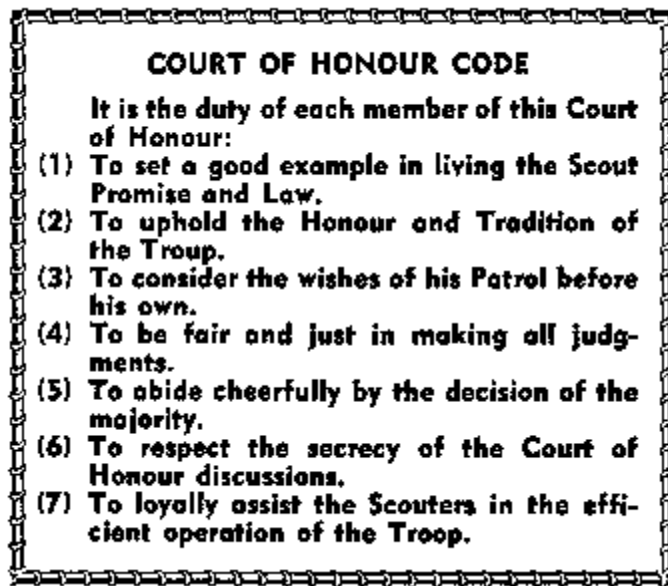 COURT OF HONOUR CODE
It is the duty of each member of this Court
of Honour:
(1) To set a good example in living the Scout
Promise and Law.
(2) To uphold the Honour and Tradition of
the Troup.
(3) To consider the wishes of his Patrol before
his own.
(4) To be fair and just in making all judg-
ments.
(5) To abide cheerfully by the decision of the
majority.
(6) To respect the secrecy of the Court of
Honour discussions.
(7) To loyally assist the Scouters in the effi-
cient operation of the Troop.